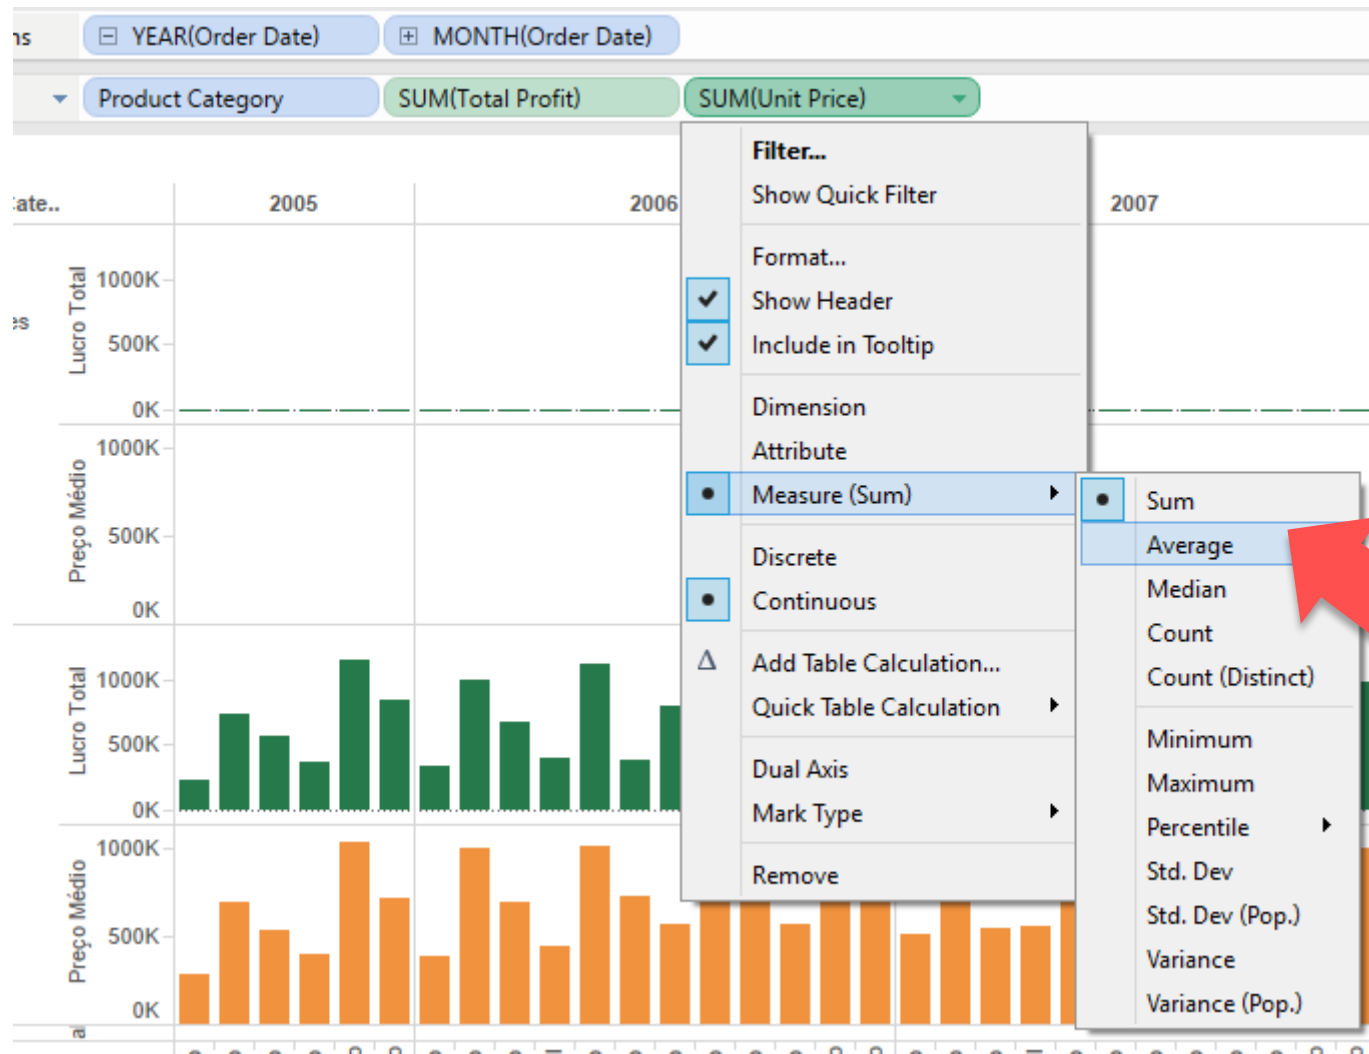 ns
YEAR(Order Date)
MONTH(Order Date)
Product Category
SUM(Total Profit)
SUM(Unit Price)
Cate..
2005
2006
2007
es
Lucro Total
1000K
500K
0K
Preço Médio
1000K
500K
0K
Lucro Total
1000K
500K
0K
Preço Médio
1000K
500K
0K
Filter...
Show Quick Filter
Format...
Show Header
Include in Tooltip
Dimension
Attribute
Measure (Sum)
Discrete
Continuous
Add Table Calculation...
Quick Table Calculation
Dual Axis
Mark Type
Remove
Sum
Average
Median
Count
Count (Distinct)
Minimum
Maximum
Percentile
Std. Dev
Std. Dev (Pop.)
Variance
Variance (Pop.)